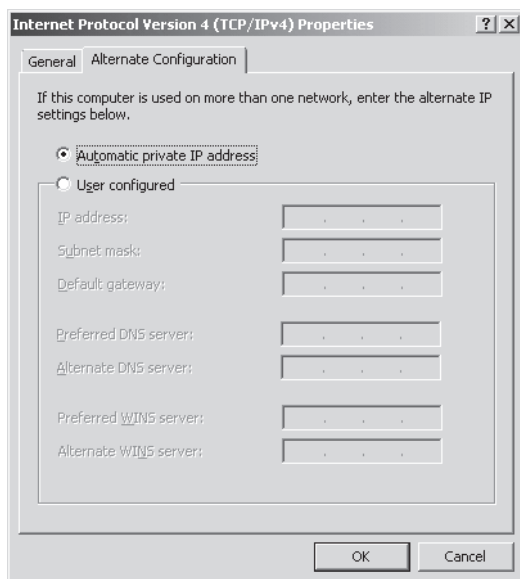 Internet Protocol Version 4 (TCP/IPv4) Properties
? X
General
Alternate Configuration
If this computer is used on more than one network, enter the alternate IP
settings below.
Automatic private IP address
User configured
IP address:
Subnet mask:
Default gateway:
Preferred DNS server:
Alternate DNS server:
Preferred WINS server:
Alternate WINS server:
OK
Cancel